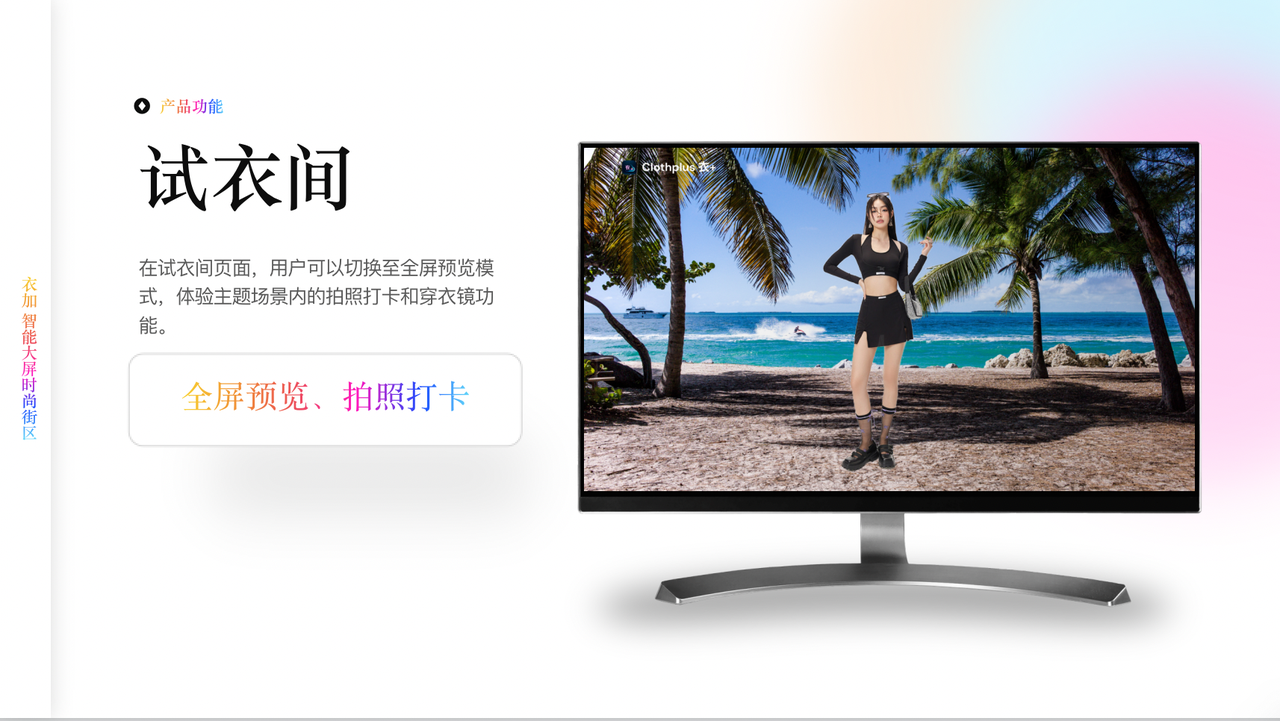 产品功能
试衣间
在试衣间页面，用户可以切换至全屏预览模
式，体验主题场景内的拍照打卡和穿衣镜功
能。
全屏预览、拍照打卡
衣加 智能大屏时尚街区
Clothplus 衣+